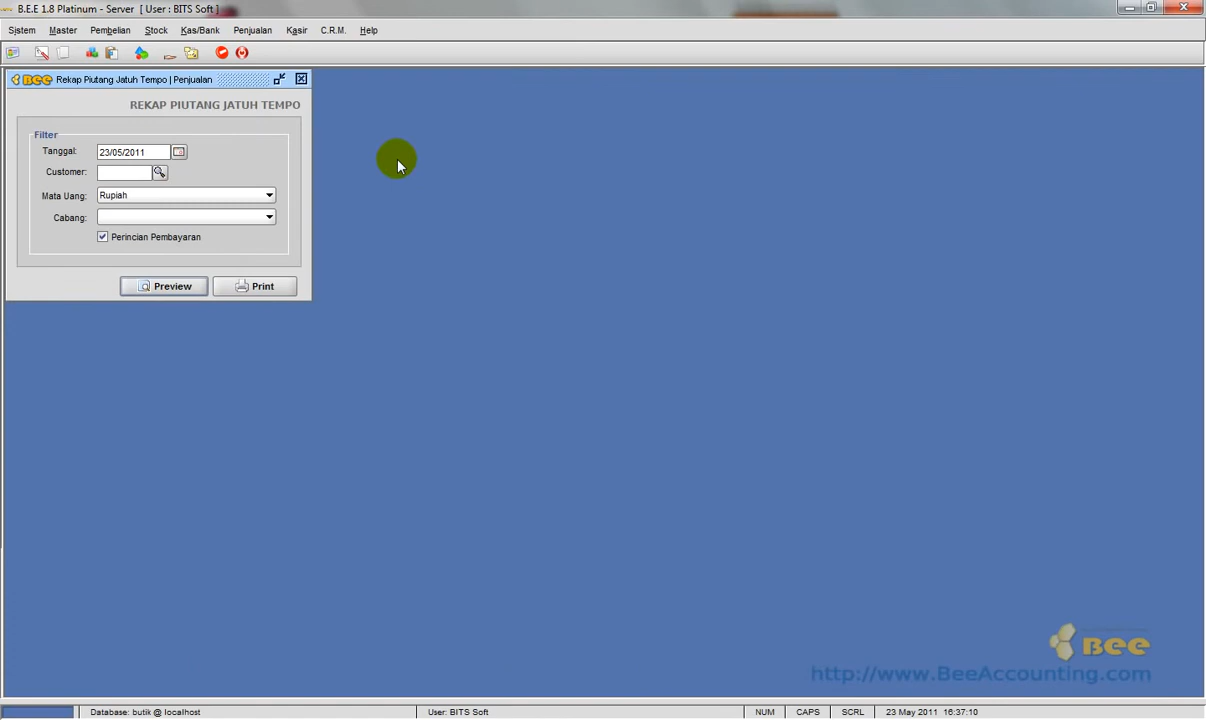 B.E.E 1.8 Platinum - Server [ User : BITS Soft ]
Sistem Master Pembelian Stock Kas/Bank Penjualan Kasir C.R.M. Help
BEE Rekap Piutang Jatuh Tempo | Penjualan
REKAP PIUTANG JATUH TEMPO
Filter
Tanggal: 23/05/2011
Customer:
Mata Uang: Rupiah
Cabang:
Perincian Pembayaran
Preview Print
Bee
http://www.BeeAccounting.com
Database: butik @ localhost User: BITS Soft NUM CAPS SCRL 23 May 2011 16:37:10